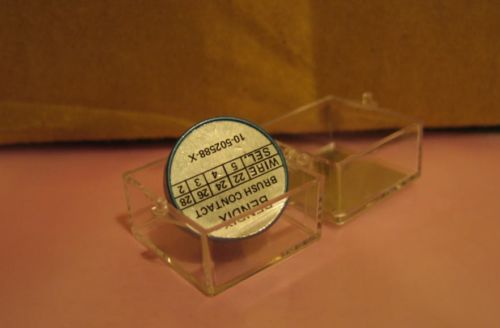 BENDIX
BRUSH CONTACT
WIRE 22 24 26 28
SEL. 5 4 3 2
10-502588-X